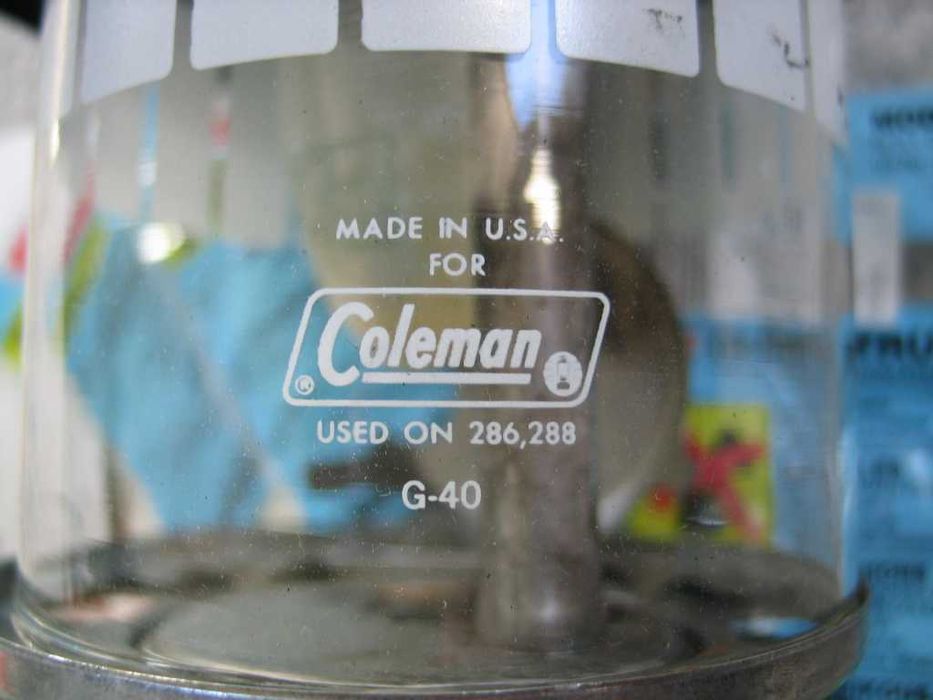 MADE IN U.S.A.
FOR
Coleman
®
USED ON 286,288
G-40